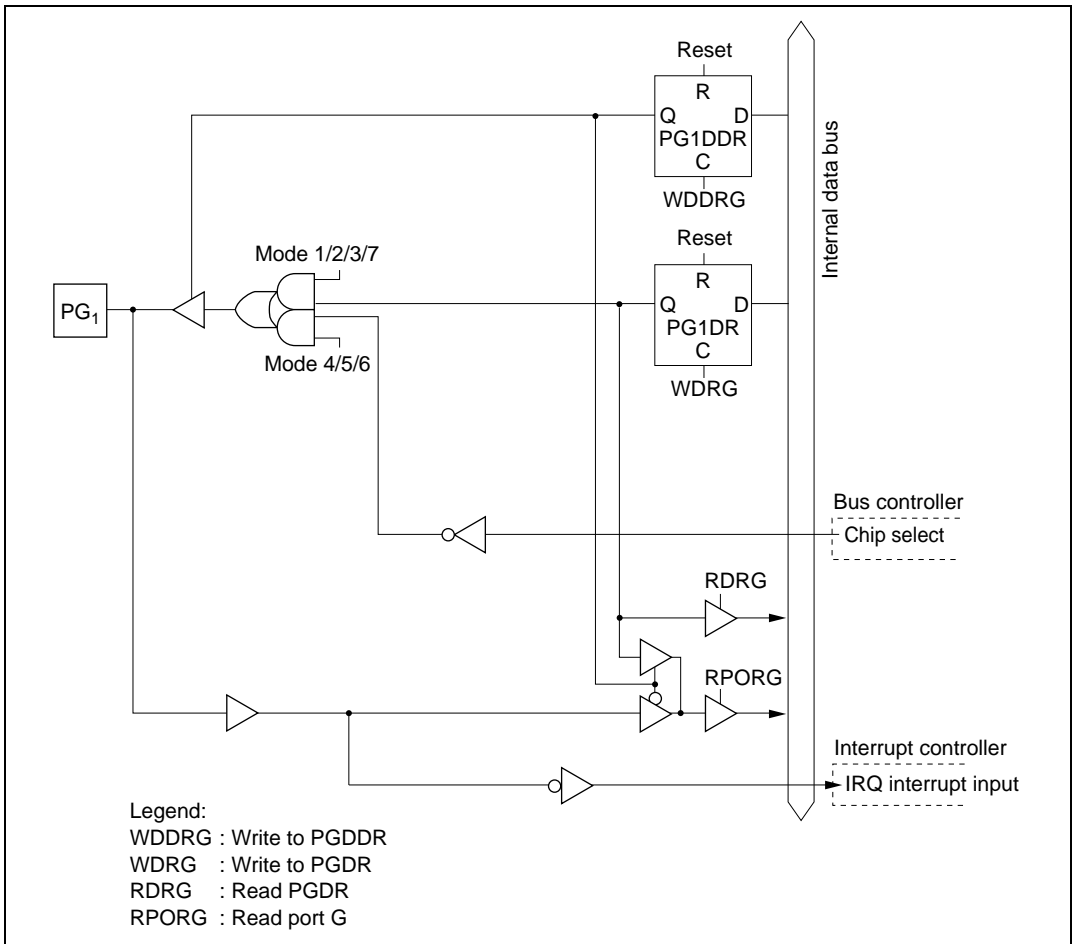 Reset
R
Q D
PG1DDR
C
WDDRG
Internal data bus
Reset
R
Q D
PG1DR
C
WDRG
Mode 1/2/3/7
PG1
Mode 4/5/6
Bus controller
Chip select
RDRG
RPORG
Interrupt controller
IRQ interrupt input
Legend:
WDDRG : Write to PGDDR
WDRG : Write to PGDR
RDRG : Read PGDR
RPORG : Read port G